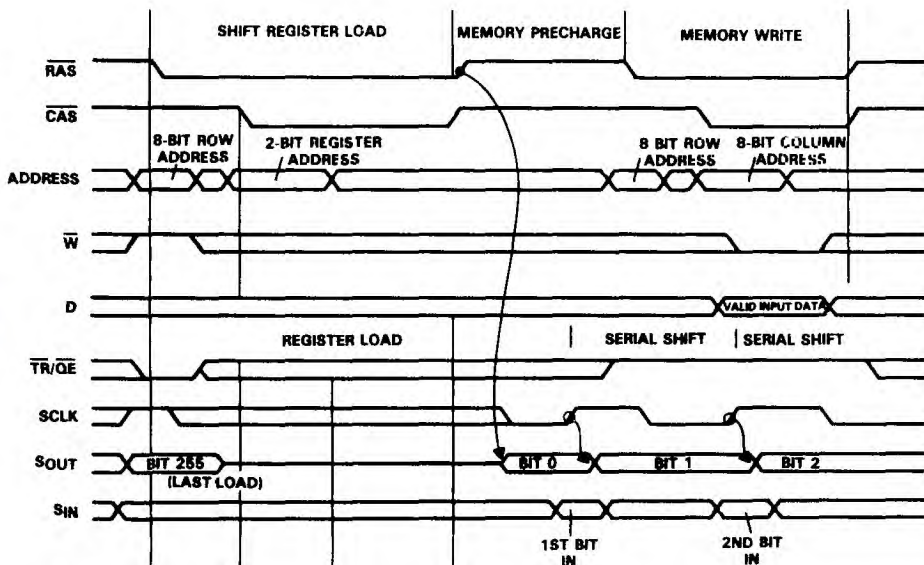 SHIFT REGISTER LOAD MEMORY PRECHARGE MEMORY WRITE
RAS
CAS
8-BIT ROW ADDRESS
2-BIT REGISTER ADDRESS
8 BIT ROW ADDRESS
8-BIT COLUMN ADDRESS
ADDRESS
W
D
VALID INPUT DATA
REGISTER LOAD SERIAL SHIFT SERIAL SHIFT
TR/QE
SCLK
SOUT
BIT 255 BIT 0 BIT 1 BIT 2
(LAST LOAD)
SIN
1ST BIT IN
2ND BIT IN